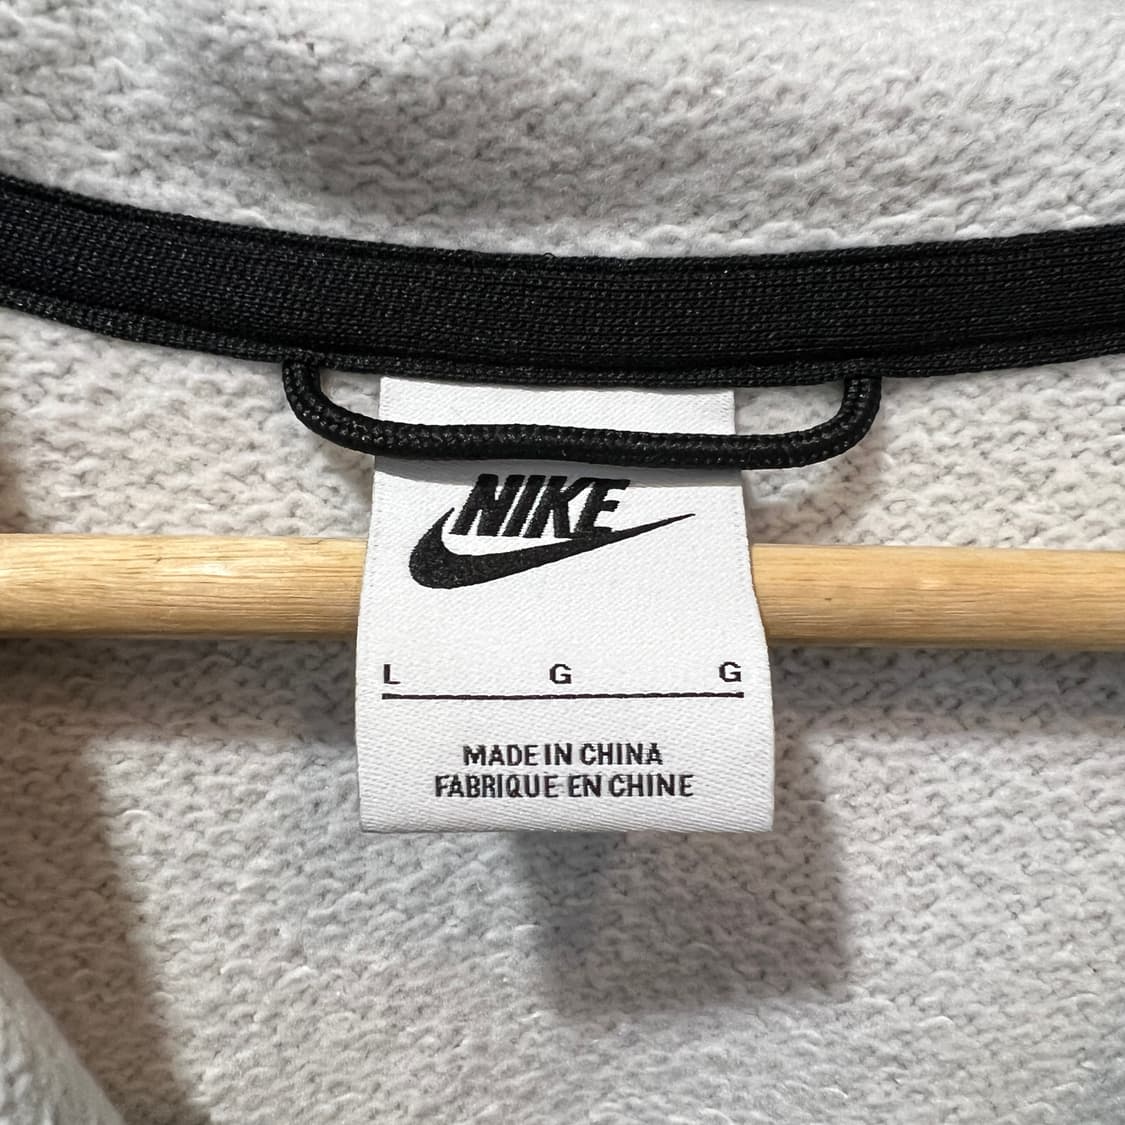 NIKE
L G G
MADE IN CHINA
FABRIQUE EN CHINE